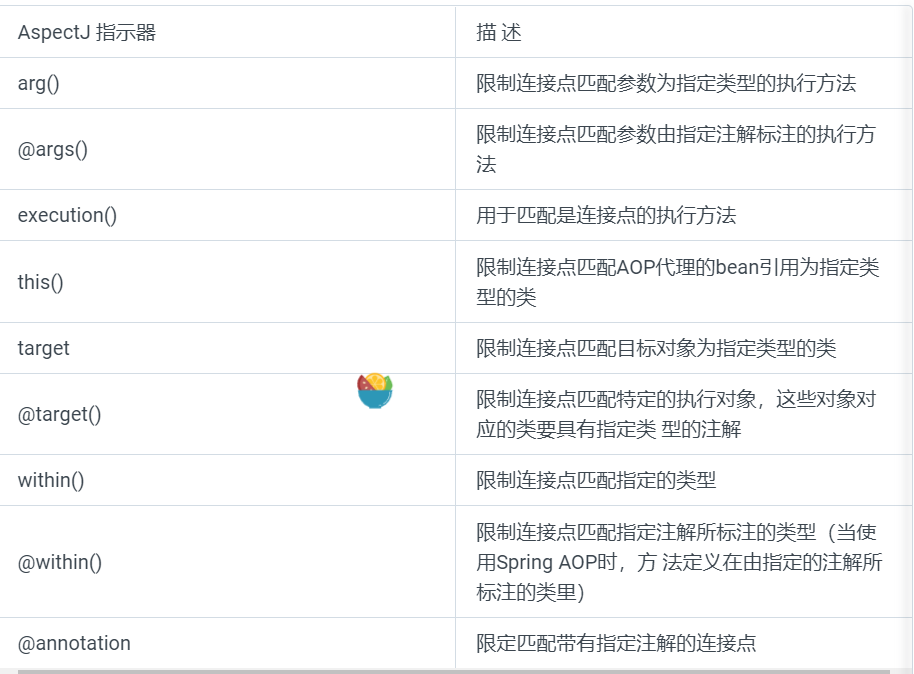 AspectJ 指示器
描 述
arg()
限制连接点匹配参数为指定类型的执行方法
@args()
限制连接点匹配参数由指定注解标注的执行方
法
execution()
用于匹配是连接点的执行方法
this()
限制连接点匹配AOP代理的bean引用为指定类
型的类
target
限制连接点匹配目标对象为指定类型的类
@target()
限制连接点匹配特定的执行对象，这些对象对
应的类要具有指定类 型的注解
within()
限制连接点匹配指定的类型
@within()
限制连接点匹配指定注解所标注的类型（当使
用Spring AOP时，方 法定义在由指定的注解所
标注的类里）
@annotation
限定匹配带有指定注解的连接点